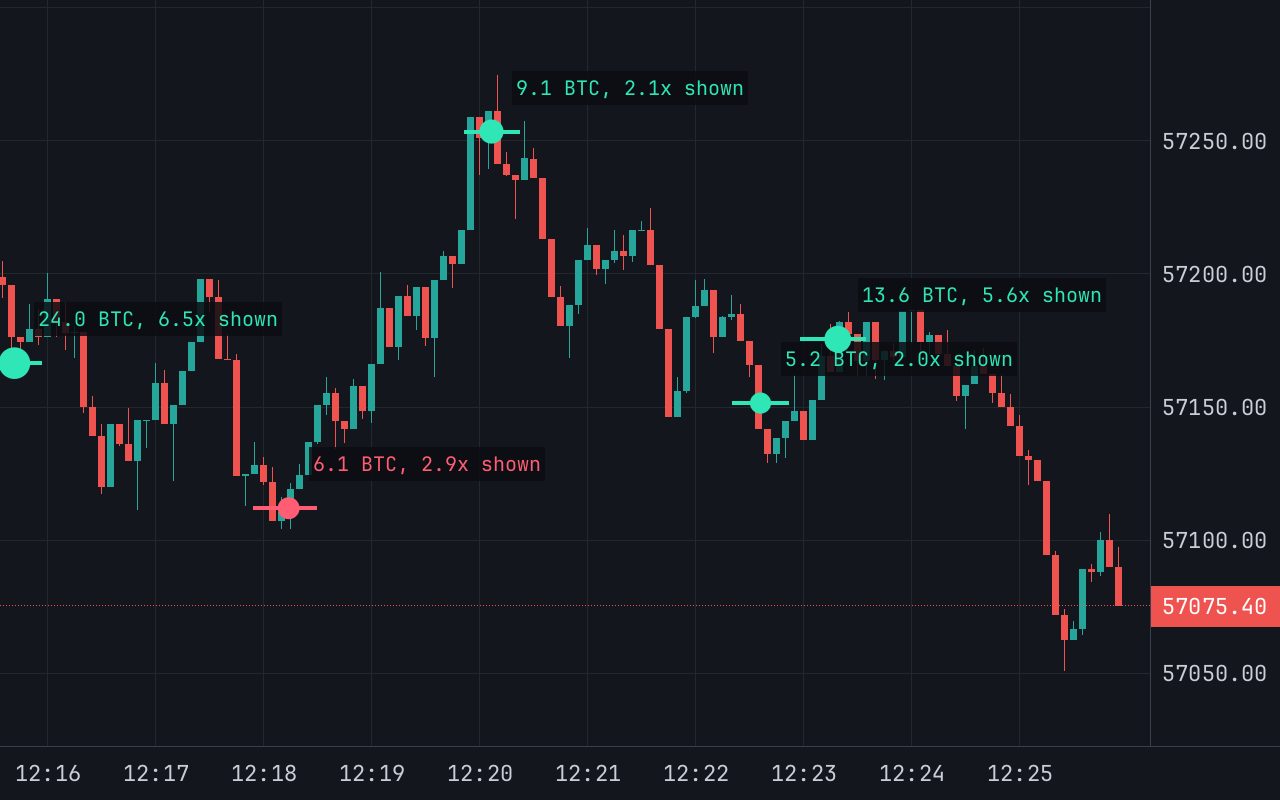 9.1 BTC, 2.1x shown
57250.00
57200.00
13.6 BTC, 5.6x shown
24.0 BTC, 6.5x shown
5.2 BTC, 2.0x shown
57150.00
6.1 BTC, 2.9x shown
57100.00
57075.40
57050.00
12:16 12:17 12:18 12:19 12:20 12:21 12:22 12:23 12:24 12:25